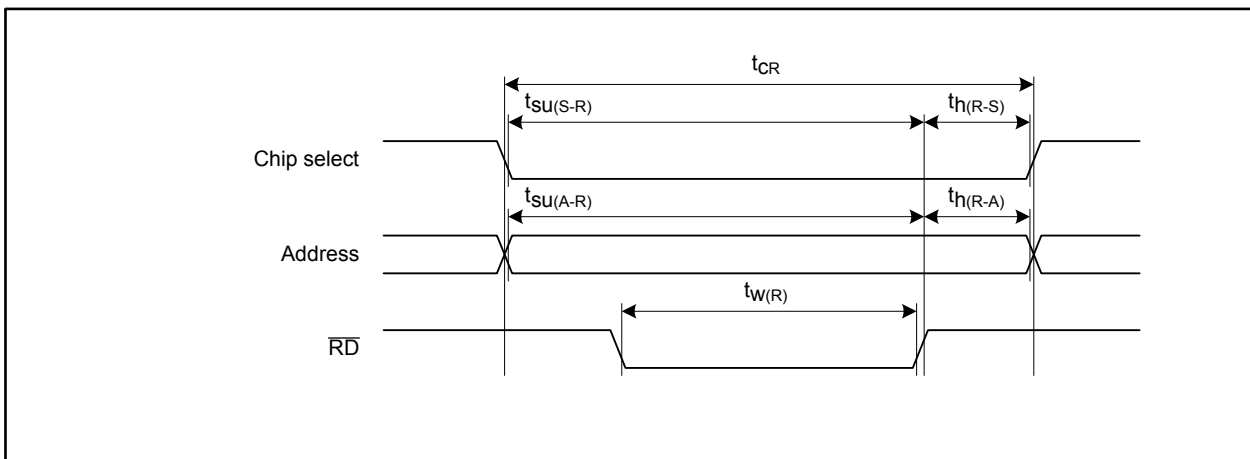 tCR
tsu(S-R) th(R-S)
Chip select
tsu(A-R) th(R-A)
Address
tw(R)
RD